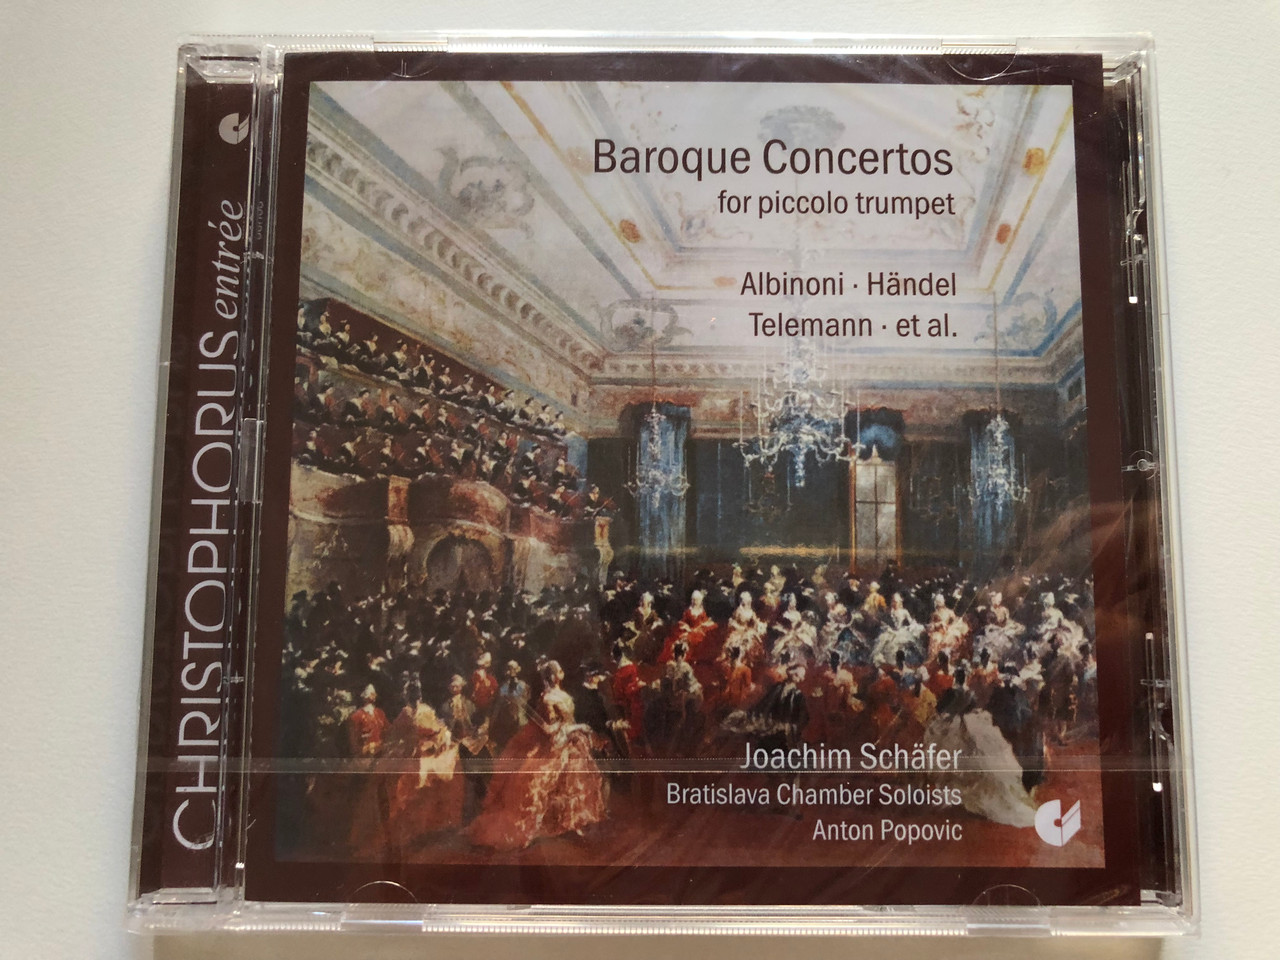 CHRISTOPHORUS entrée
Baroque Concertos
for piccolo trumpet
Albinoni · Händel
Telemann · et al.
Joachim Schäfer
Bratislava Chamber Soloists
Anton Popovic